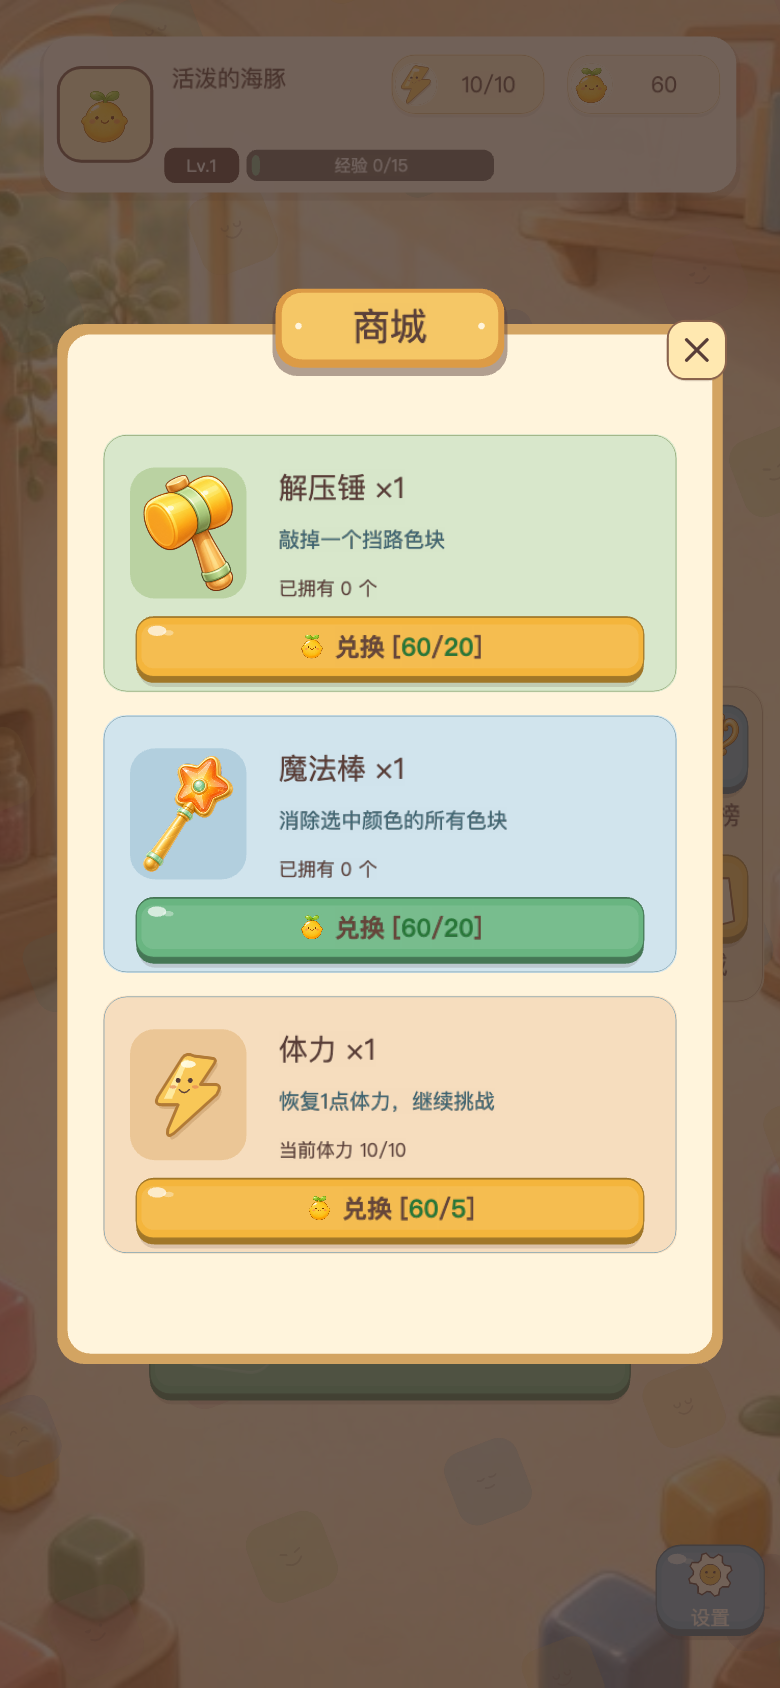 活泼的海豚
10/10
60
Lv.1
经验 0/15
商城
解压锤 ×1
敲掉一个挡路色块
已拥有 0 个
兑换 [60/20]
魔法棒 ×1
消除选中颜色的所有色块
已拥有 0 个
兑换 [60/20]
榜
体力 ×1
恢复1点体力，继续挑战
当前体力 10/10
兑换 [60/5]
设置